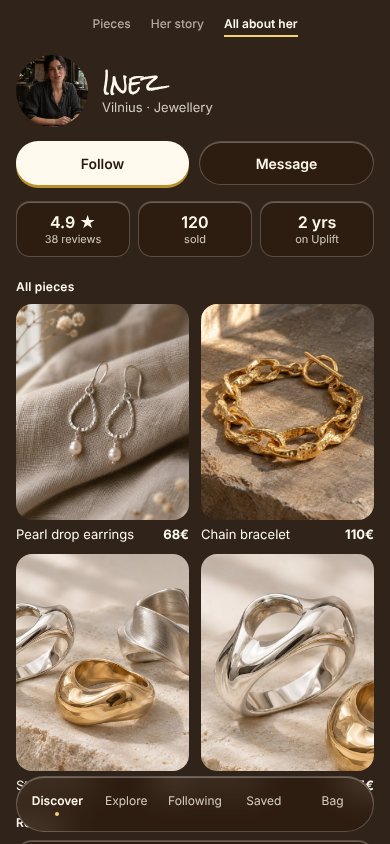 Pieces Her story All about her
Inez
Vilnius · Jewellery
Follow Message
4.9 ★ 120 2 yrs
38 reviews sold on Uplift
All pieces
Pearl drop earrings 68€ Chain bracelet 110€
Discover Explore Following Saved Bag